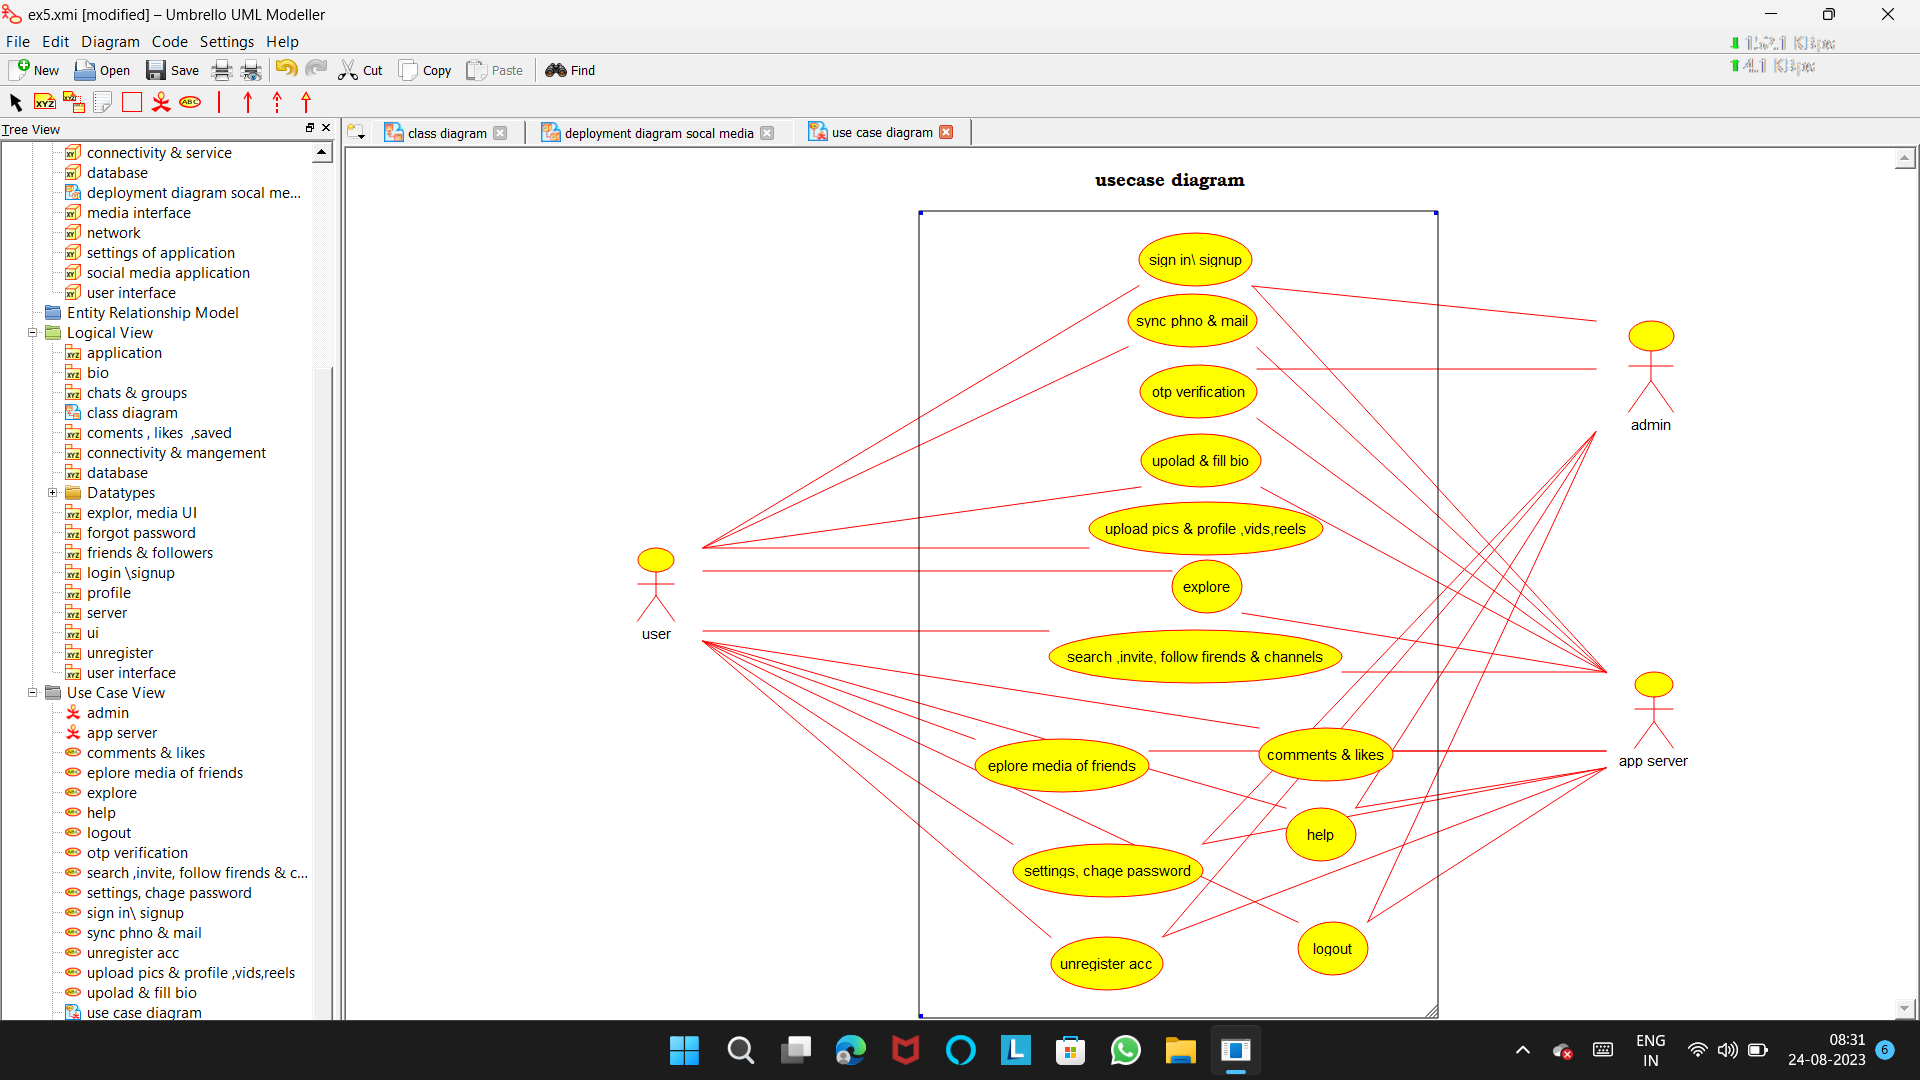 ex5.xmi [modified] – Umbrello UML Modeller
File Edit Diagram Code Settings Help
152.1 KBps
4.1 KBps
New Open Save Cut Copy Paste Find
XYZ XYZ ABC
Tree View
class diagram deployment diagram socal media use case diagram
connectivity & service
database
deployment diagram socal me...
media interface
network
settings of application
social media application
user interface
Entity Relationship Model
Logical View
application
bio
chats & groups
class diagram
coments , likes ,saved
connectivity & mangement
database
Datatypes
explor, media UI
forgot password
friends & followers
login \signup
profile
server
ui
unregister
user interface
Use Case View
admin
app server
comments & likes
eplore media of friends
explore
help
logout
otp verification
search ,invite, follow firends & c...
settings, chage password
sign in\ signup
sync phno & mail
unregister acc
upload pics & profile ,vids,reels
upolad & fill bio
use case diagram
usecase diagram
sign in\ signup
sync phno & mail
otp verification
upolad & fill bio
upload pics & profile ,vids,reels
explore
search ,invite, follow firends & channels
comments & likes
eplore media of friends
help
settings, chage password
logout
unregister acc
user
admin
app server
L
ENG
IN
08:31
24-08-2023
6